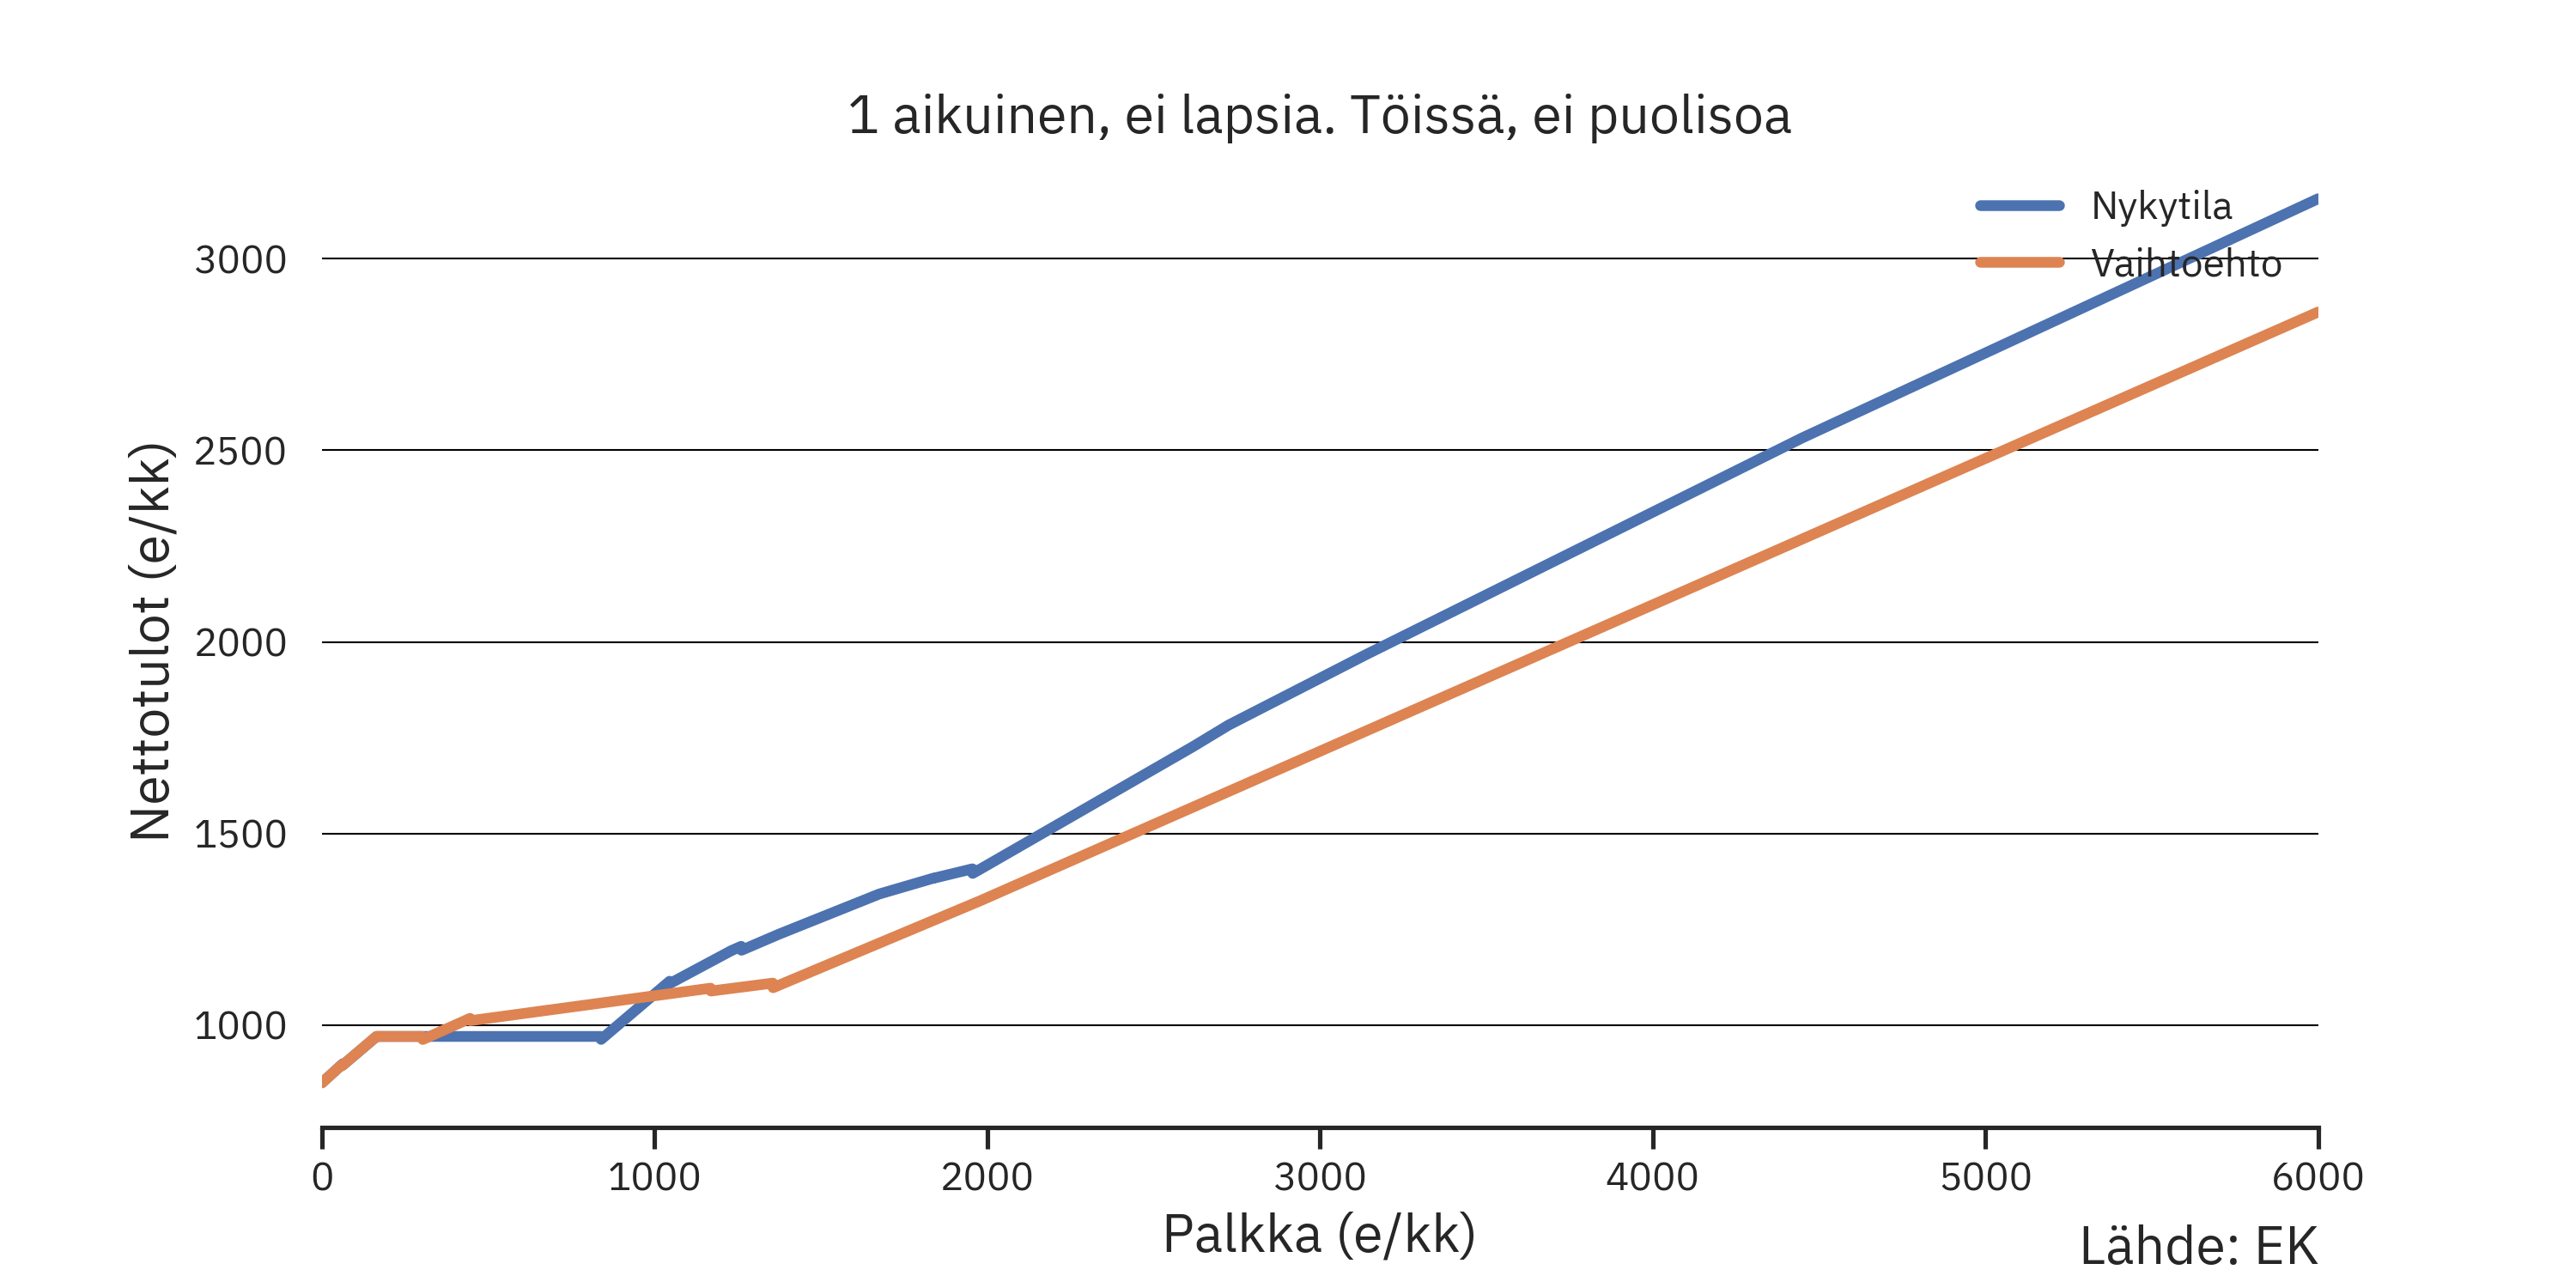 1 aikuinen, ei lapsia. Töissä, ei puolisoa
Nykytila
Vaihtoehto
Nettotulot (e/kk)
3000
2500
2000
1500
1000
0 1000 2000 3000 4000 5000 6000
Palkka (e/kk)
Lähde: EK